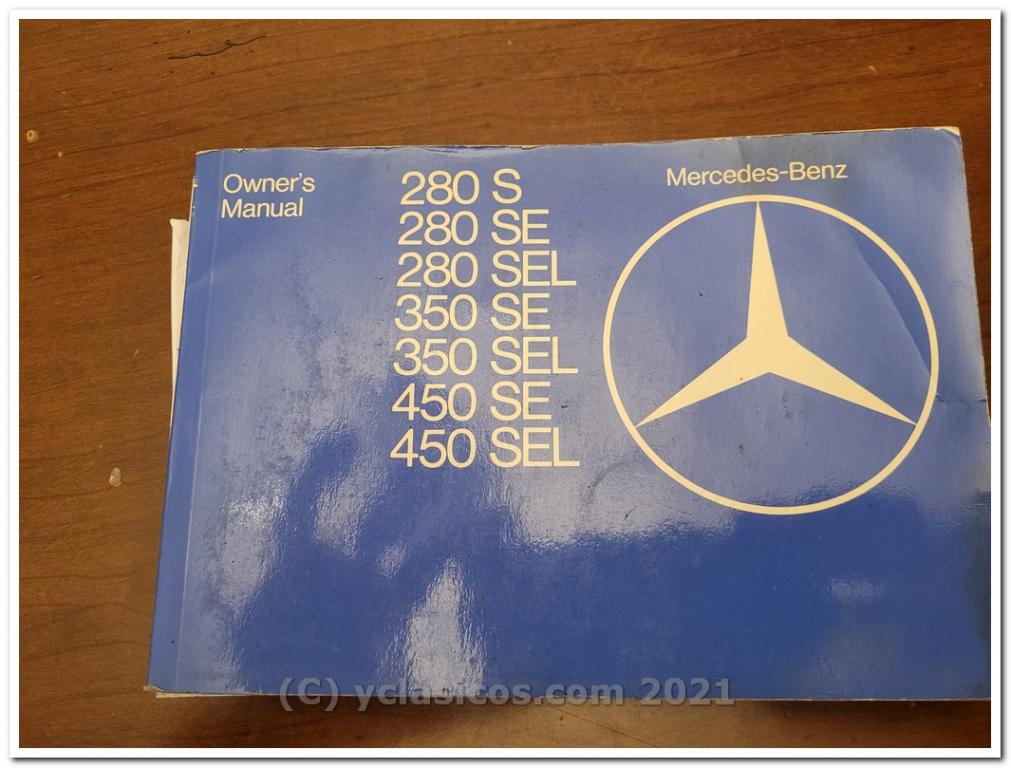 Owner's
Manual
280 S
280 SE
280 SEL
350 SE
350 SEL
450 SE
450 SEL
Mercedes-Benz
(C) yclasicos.com 2021